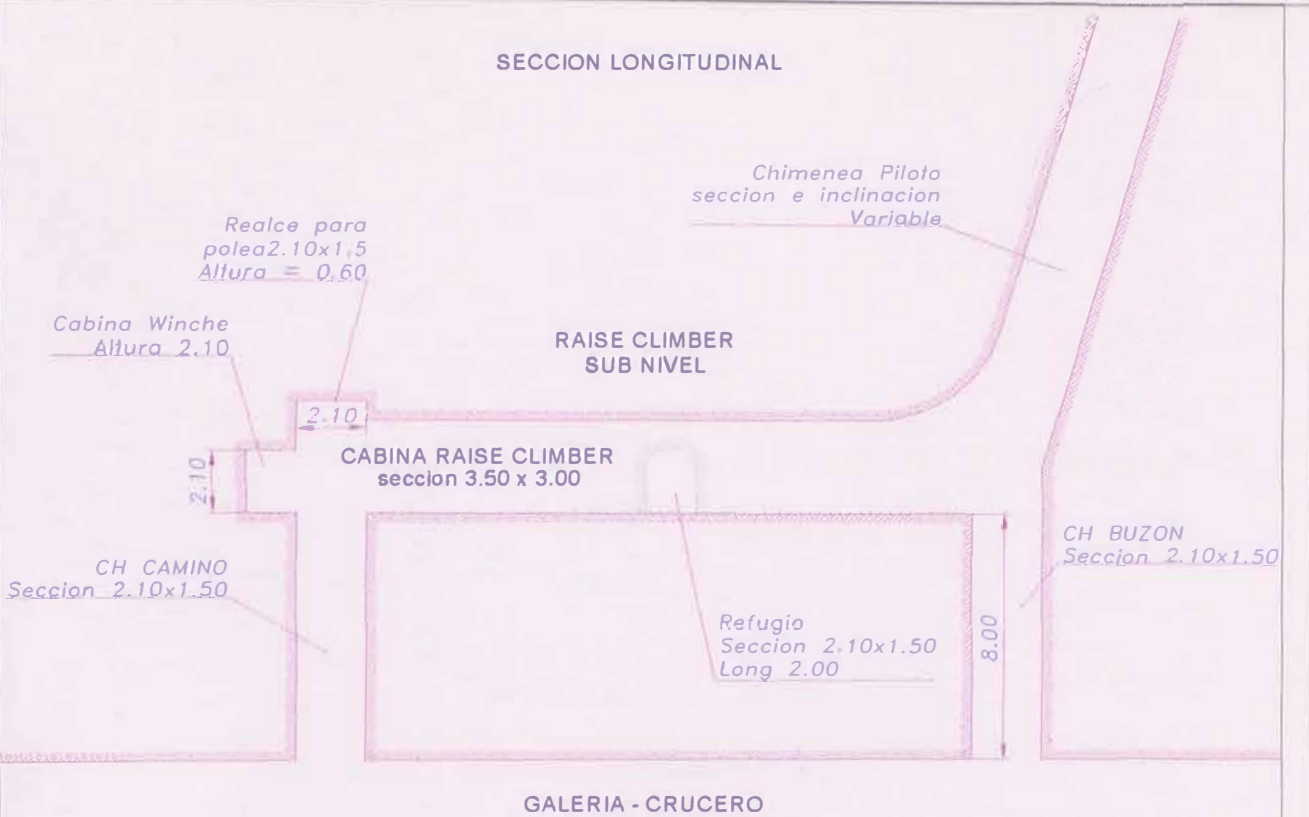 SECCION LONGITUDINAL
Chimenea Piloto
seccion e inclinacion
Variable
Realce para
polea2.10x1.5
Altura = 0.60
Cabina Winche
Altura 2.10
RAISE CLIMBER
SUB NIVEL
2.10
CABINA RAISE CLIMBER
seccion 3.50 x 3.00
2.10
CH CAMINO
Seccion 2.10x1.50
CH BUZON
Seccion 2.10x1.50
Refugio
Seccion 2.10x1.50
Long 2.00
8.00
GALERIA - CRUCERO